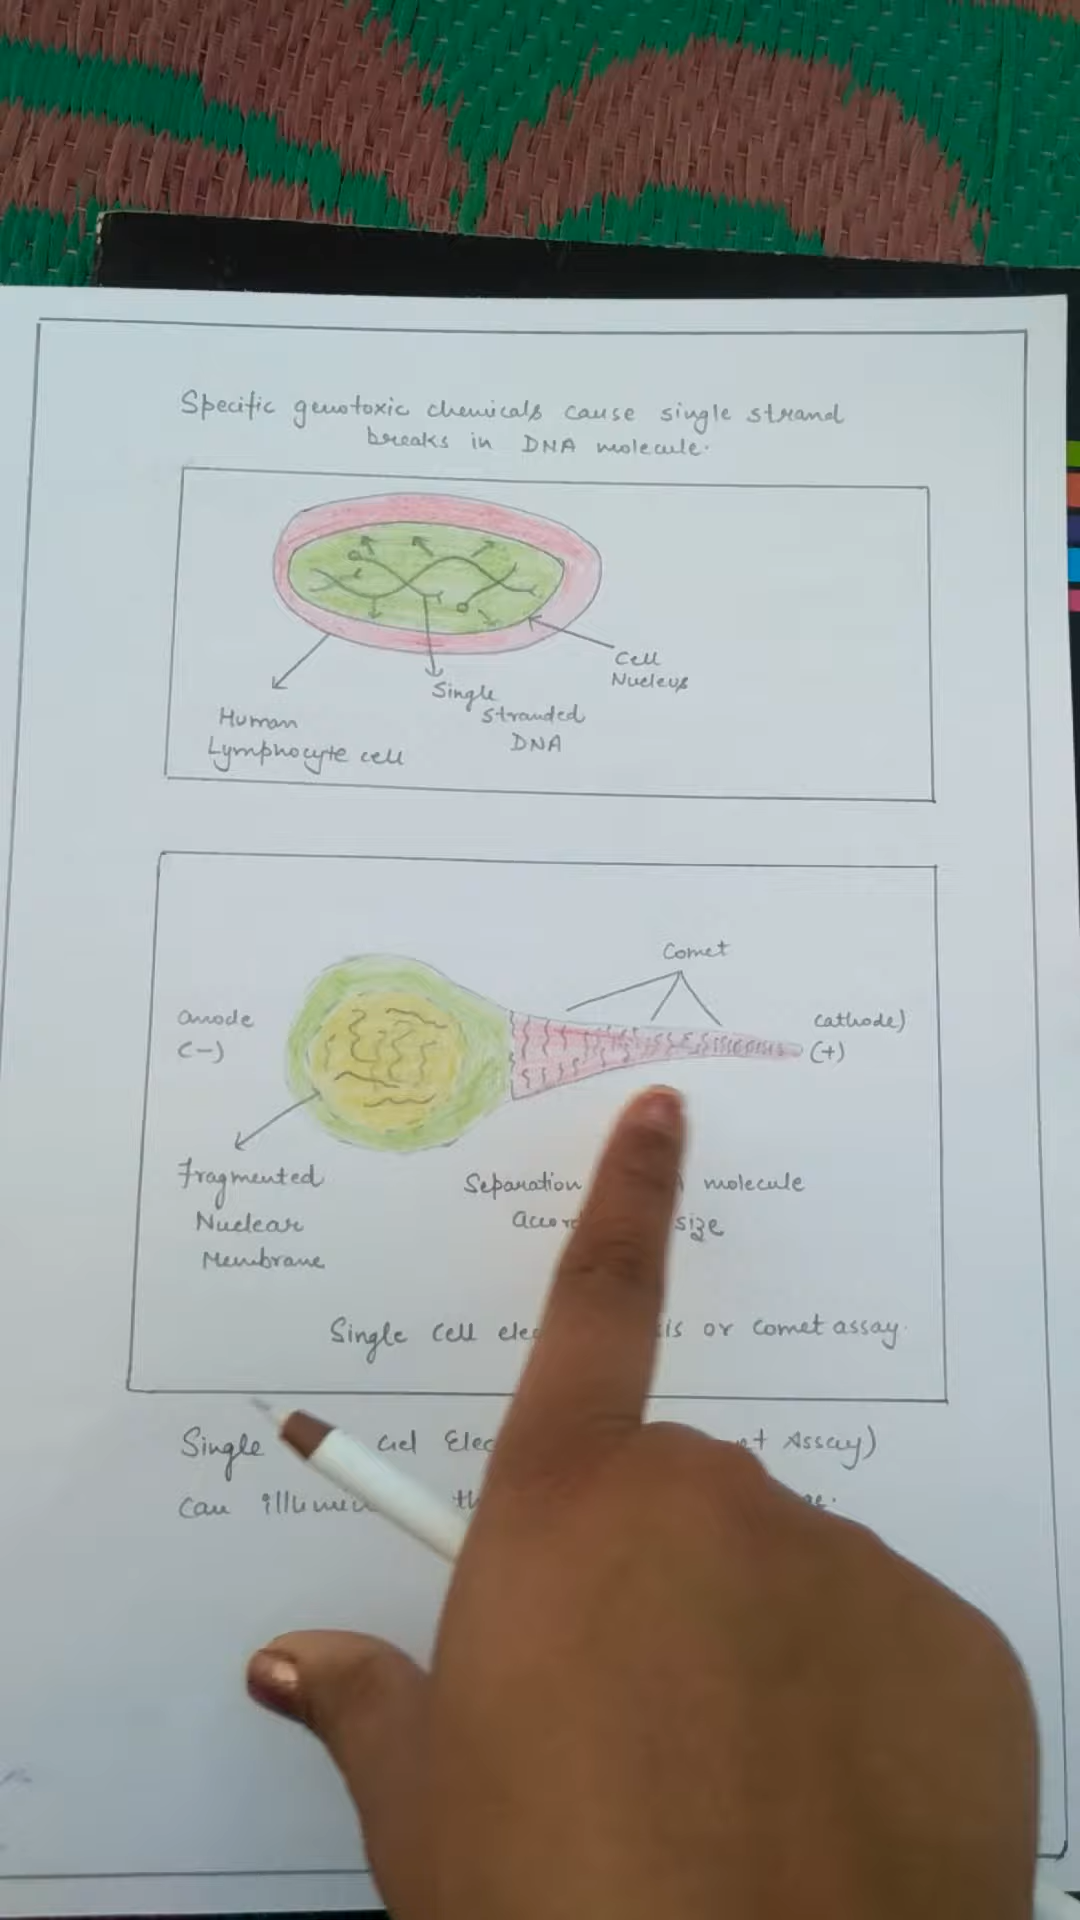 Specific genotoxic chemicals cause single strand
breaks in DNA molecule.
Cell
Nucleus
Single
stranded
DNA
Human
Lymphocyte cell
Comet
anode
(-)
cathode)
(+)
Fragmented
Nuclear
Membrane
Separation molecule
size
Single cell or comet assay.
Single Gel Assay)
Can